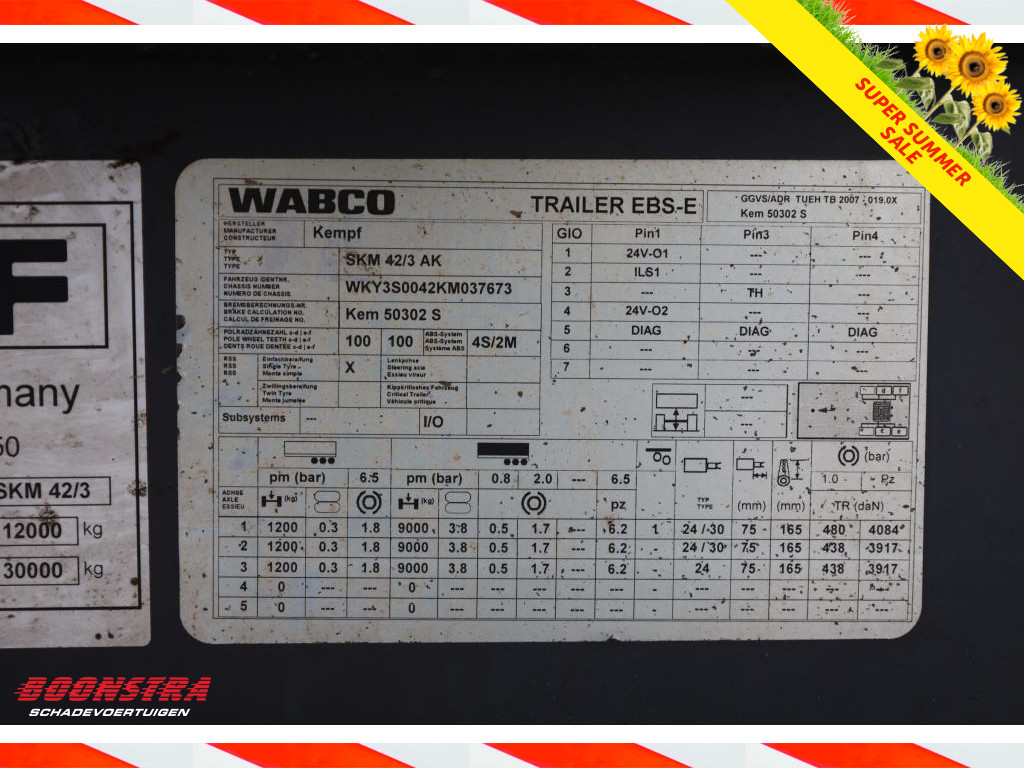 SUPER SUMMER
SALE
WABCO TRAILER EBS-E
GGVS/ADR TUEH TB 2007 - 019.0X
Kem 50302 S
HERSTELLER
MANUFACTURER
CONSTRUCTEUR
Kempf
TYP
TYPE
TYPE
SKM 42/3 AK
FAHRZEUG IDENTNR.
CHASSIS NUMBER
NUMERO DE CHASSIS
WKY3S0042KM037673
BREMSBERECHNUNGS-NR.
BRAKE CALCULATION NO.
CALCUL DE FREINAGE NO.
Kem 50302 S
POLRADZÄHNEZAHL c-d | e-f
POLE WHEEL TEETH c-d | e-f
DENTS ROUE DENTÉE c-d | e-f
100 100
ABS-System
ABS-System
Système ABS
4S/2M
RSS Einfachbereifung
RSS Single Tyre
RSS Monte simple
X
Lenkachse
Steering axle
Essieu vireur
Zwillingsbereifung
Twin Tyre
Monte jumelée
Kippkritisches Fahrzeug
Critical Trailer
Véhicule critique
Subsystems --- I/O
GIO Pin1 Pin3 Pin4
1 24V-O1 --- ---
2 ILS1 --- ---
3 --- TH ---
4 24V-O2 --- ---
5 DIAG DIAG DIAG
6 --- --- ---
7 --- --- ---
---
---
pm (bar) 6.5 pm (bar) 0.8 2.0 --- 6.5
(bar)
1.0 Pz
ACHSE
AXLE
ESSIEU
(kg) (kg) pz
TYP
TYPE
(mm) (mm) TR (daN)
1 1200 0.3 1.8 9000 3.8 0.5 1.7 --- 6.2 1 24 / 30 75 165 480 4084
2 1200 0.3 1.8 9000 3.8 0.5 1.7 --- 6.2 - 24 / 30 75 165 438 3917
3 1200 0.3 1.8 9000 3.8 0.5 1.7 --- 6.2 - 24 75 165 438 3917
4 0 --- --- 0 --- --- --- --- --- - --- --- --- --- ---
5 0 --- --- 0 --- --- --- --- --- - --- --- --- --- ---
F
many
50
SKM 42/3
12000 kg
30000 kg
BOONSTRA
SCHADEVOERTUIGEN